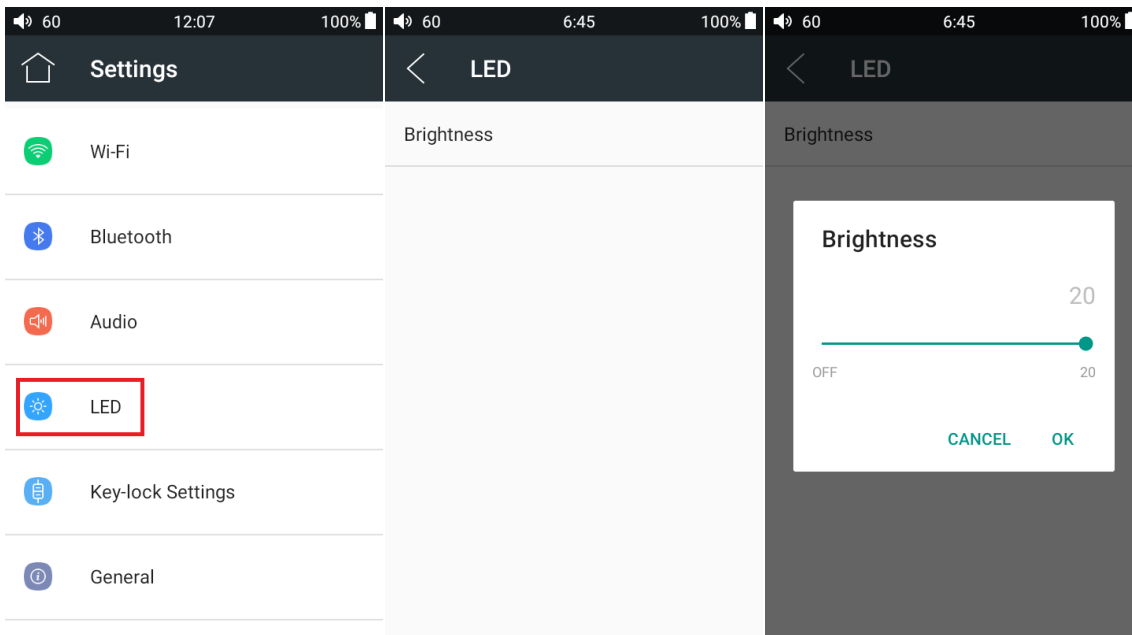 60 12:07 100%
Settings
Wi-Fi
Bluetooth
Audio
LED
Key-lock Settings
General
60 6:45 100%
LED
Brightness
60 6:45 100%
LED
Brightness
Brightness
20
OFF 20
CANCEL OK